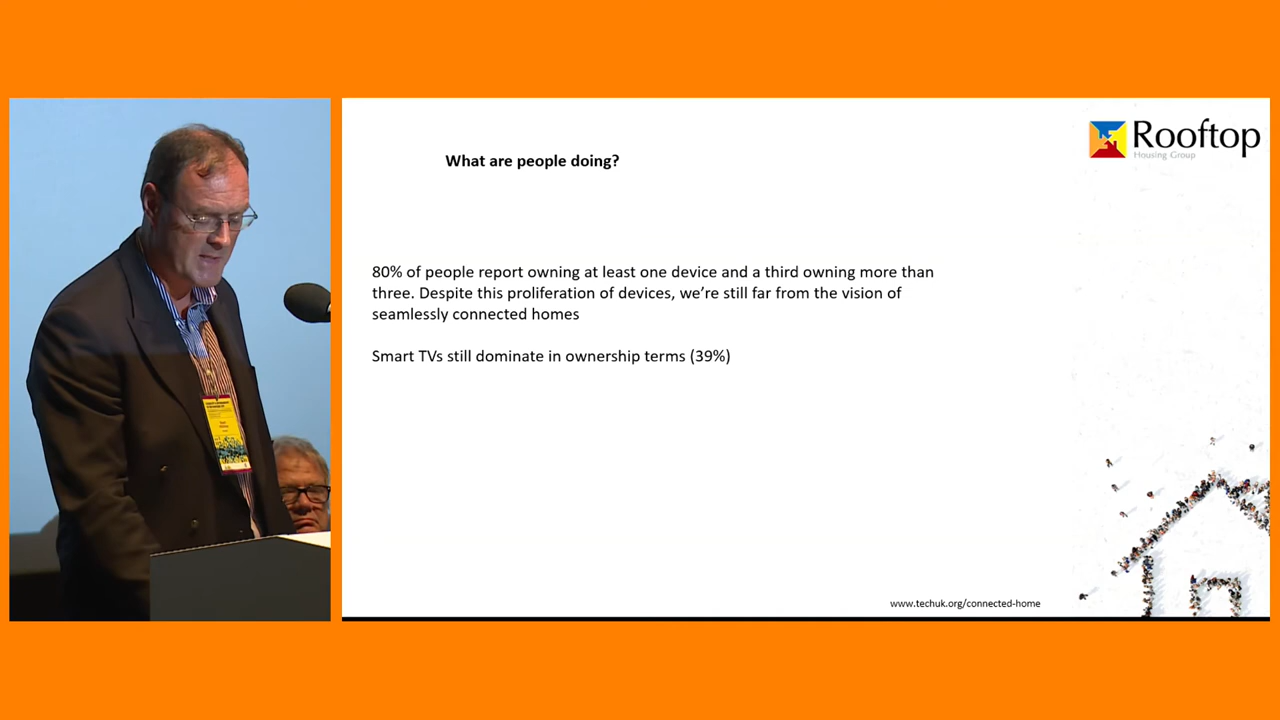 What are people doing?
Rooftop
Housing Group
80% of people report owning at least one device and a third owning more than
three. Despite this proliferation of devices, we’re still far from the vision of
seamlessly connected homes
Smart TVs still dominate in ownership terms (39%)
www.techuk.org/connected-home